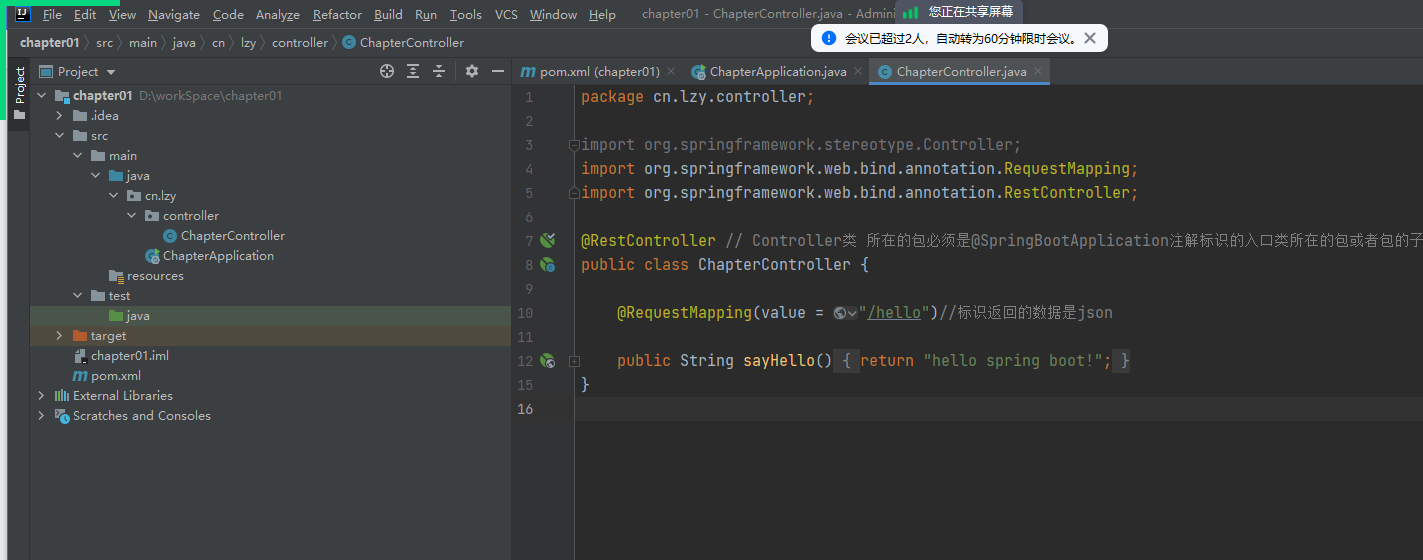 File Edit View Navigate Code Analyze Refactor Build Run Tools VCS Window Help chapter01 - ChapterController.java - Admini
您正在共享屏幕
会议已超过2人，自动转为60分钟限时会议。
chapter01 src main java cn lzy controller ChapterController
Project
Project
pom.xml (chapter01) ChapterApplication.java ChapterController.java
chapter01 D:\workSpace\chapter01
.idea
src
main
java
cn.lzy
controller
ChapterController
ChapterApplication
resources
test
java
target
chapter01.iml
pom.xml
External Libraries
Scratches and Consoles
1 package cn.lzy.controller;
2
3 import org.springframework.stereotype.Controller;
4 import org.springframework.web.bind.annotation.RequestMapping;
5 import org.springframework.web.bind.annotation.RestController;
6
7 @RestController // Controller类 所在的包必须是@SpringBootApplication注解标识的入口类所在的包或者包的子
8 public class ChapterController {
9
10 @RequestMapping(value = "/hello")//标识返回的数据是json
11
12 public String sayHello() { return "hello spring boot!"; }
15 }
16